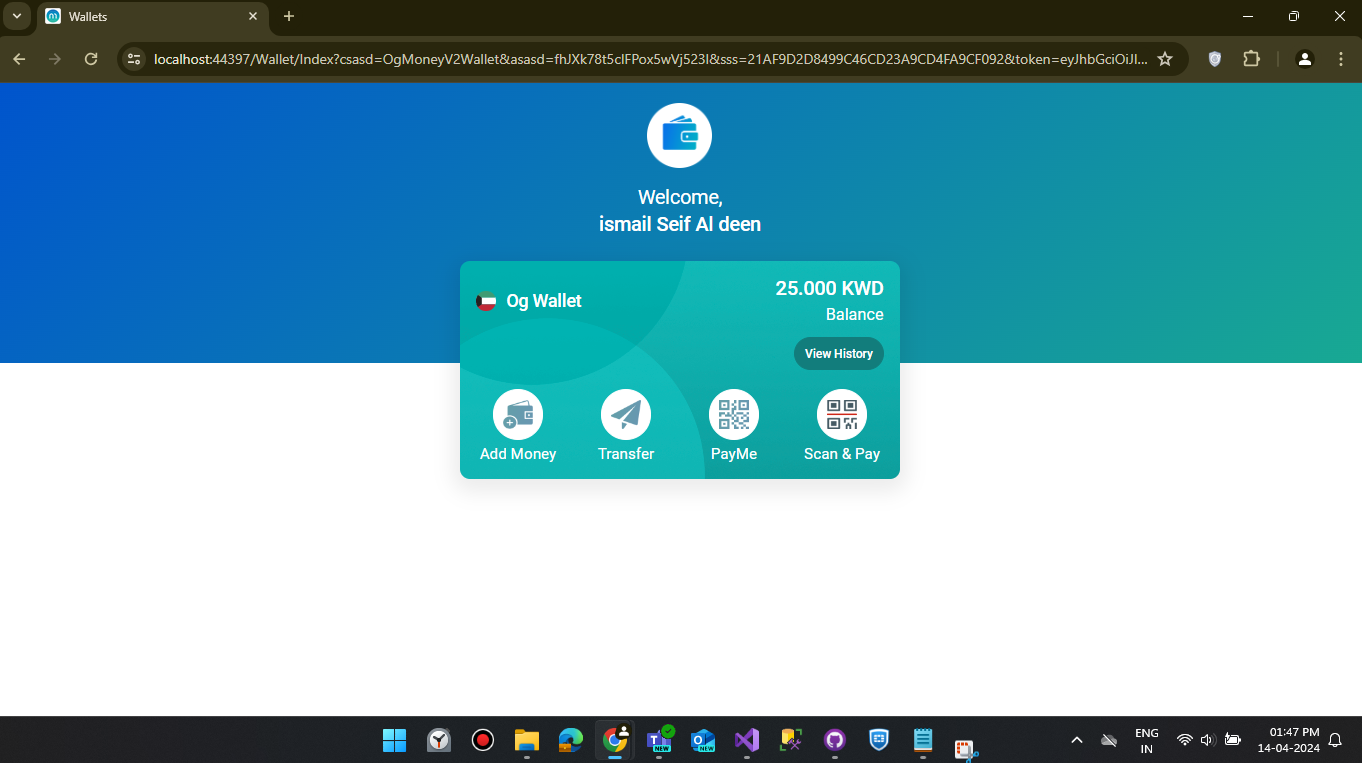 Wallets
localhost:44397/Wallet/Index?csasd=OgMoneyV2Wallet&asasd=fhJXk78t5cIFPox5wVj523I&sss=21AF9D2D8499C46CD23A9CD4FA9CF092&token=eyJhbGciOiJI...
Welcome,
ismail Seif Al deen
Og Wallet
25.000 KWD
Balance
View History
Add Money
Transfer
PayMe
Scan & Pay
NEW
NEW
ENG
IN
01:47 PM
14-04-2024